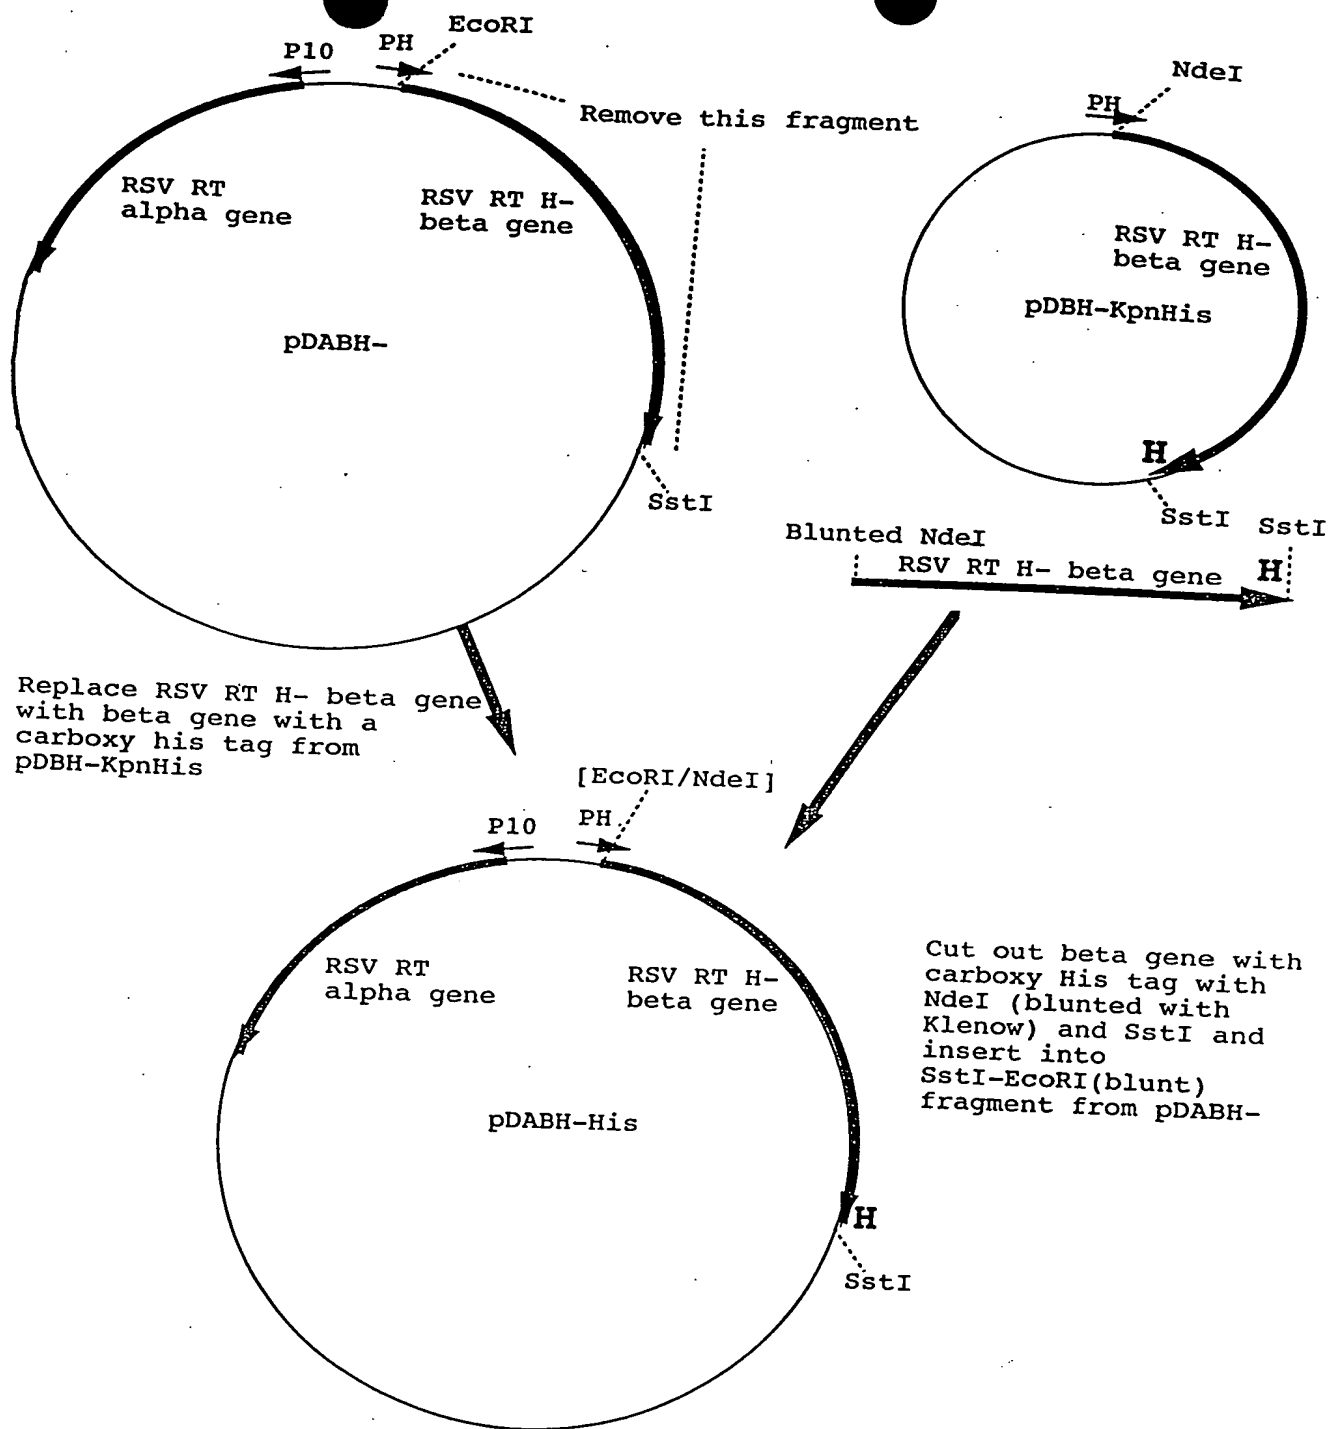 EcoRI
P10
PH
Remove this fragment
RSV RT
alpha gene
RSV RT H-
beta gene
pDABH-
SstI
NdeI
PH
RSV RT H-
beta gene
pDBH-KpnHis
H
SstI
SstI
Blunted NdeI
RSV RT H- beta gene
H
Replace RSV RT H- beta gene
with beta gene with a
carboxy his tag from
pDBH-KpnHis
[EcoRI/NdeI]
P10
PH
RSV RT
alpha gene
RSV RT H-
beta gene
pDABH-His
H
SstI
Cut out beta gene with
carboxy His tag with
NdeI (blunted with
Klenow) and SstI and
insert into
SstI-EcoRI(blunt)
fragment from pDABH-